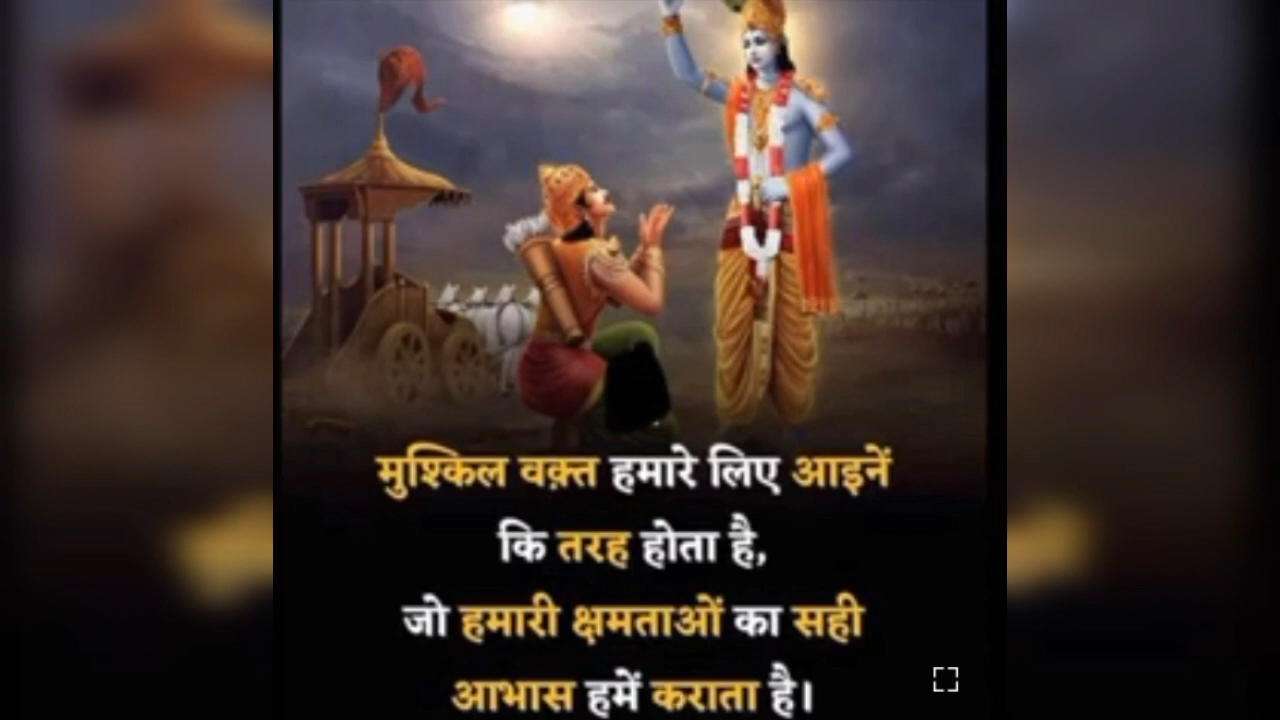 मुश्किल वक़्त हमारे लिए आइनें
कि तरह होता है,
जो हमारी क्षमताओं का सही
आभास हमें कराता है।